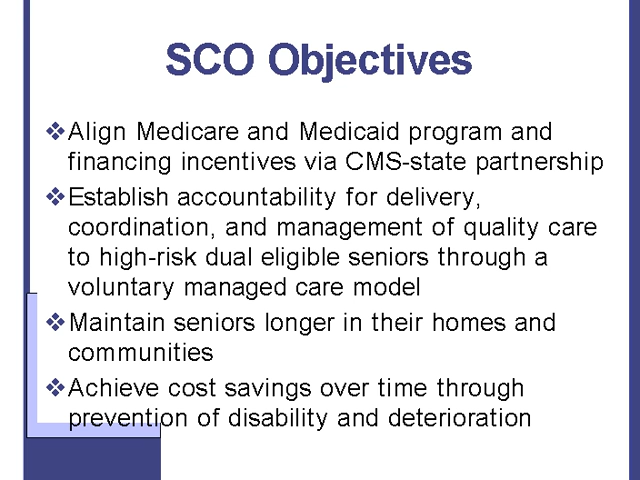 SCO Objectives
❖Align Medicare and Medicaid program and
financing incentives via CMS-state partnership
❖Establish accountability for delivery,
coordination, and management of quality care
to high-risk dual eligible seniors through a
voluntary managed care model
❖Maintain seniors longer in their homes and
communities
❖Achieve cost savings over time through
prevention of disability and deterioration